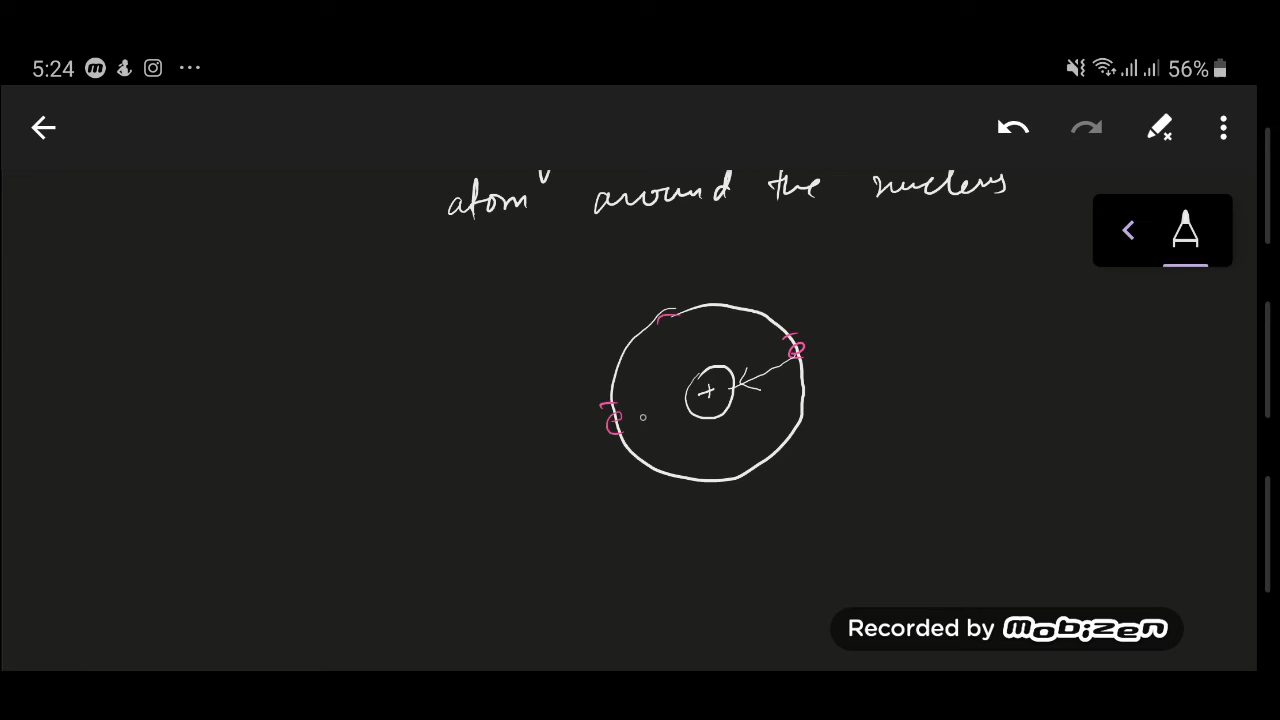 5:24 56%
atom around the nucleus
+
Recorded by mobizen